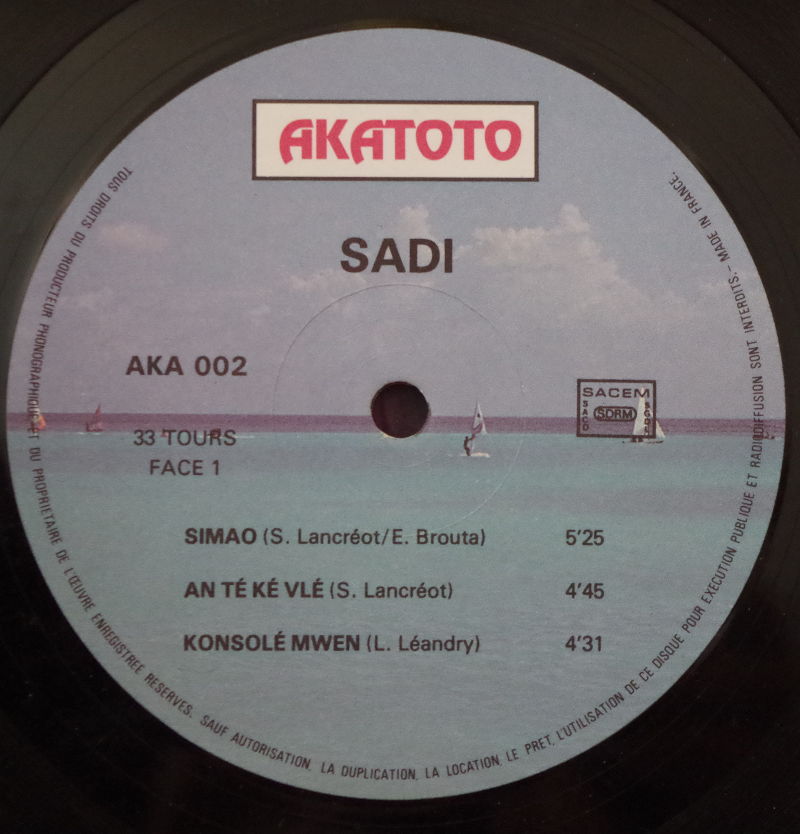 AKATOTO
SADI
AKA 002
SACEM
SACD
SDRM
SGDL
33 TOURS
FACE 1
SIMAO (S. Lancréot/E. Brouta) 5'25
AN TÉ KÉ VLÉ (S. Lancréot) 4'45
KONSOLÉ MWEN (L. Léandry) 4'31
TOUS DROITS DU PRODUCTEUR PHONOGRAPHIQUE ET DU PROPRIETAIRE DE L'ŒUVRE ENREGISTREE RESERVES. SAUF AUTORISATION, LA DUPLICATION, LA LOCATION, LE PRET, L'UTILISATION DE CE DISQUE POUR EXECUTION PUBLIQUE ET RADIODIFFUSION SONT INTERDITS. - MADE IN FRANCE.